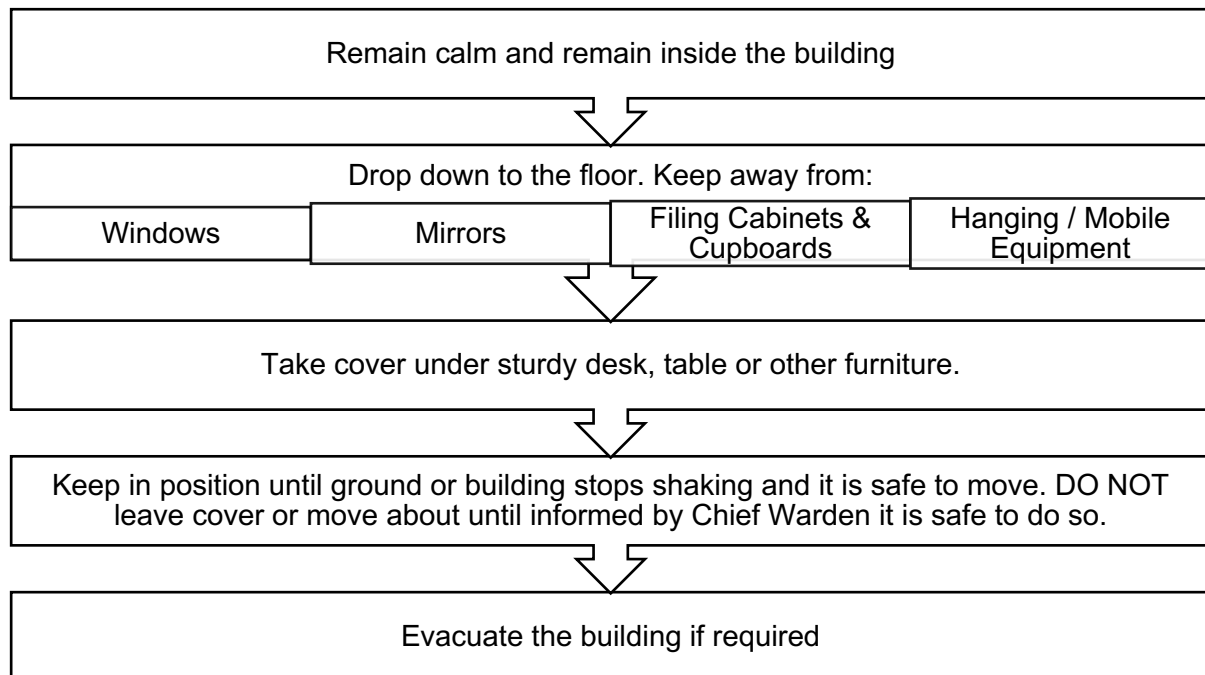 Remain calm and remain inside the building
Drop down to the floor. Keep away from:
Windows
Mirrors
Filing Cabinets &
Cupboards
Hanging / Mobile
Equipment
Take cover under sturdy desk, table or other furniture.
Keep in position until ground or building stops shaking and it is safe to move. DO NOT
leave cover or move about until informed by Chief Warden it is safe to do so.
Evacuate the building if required